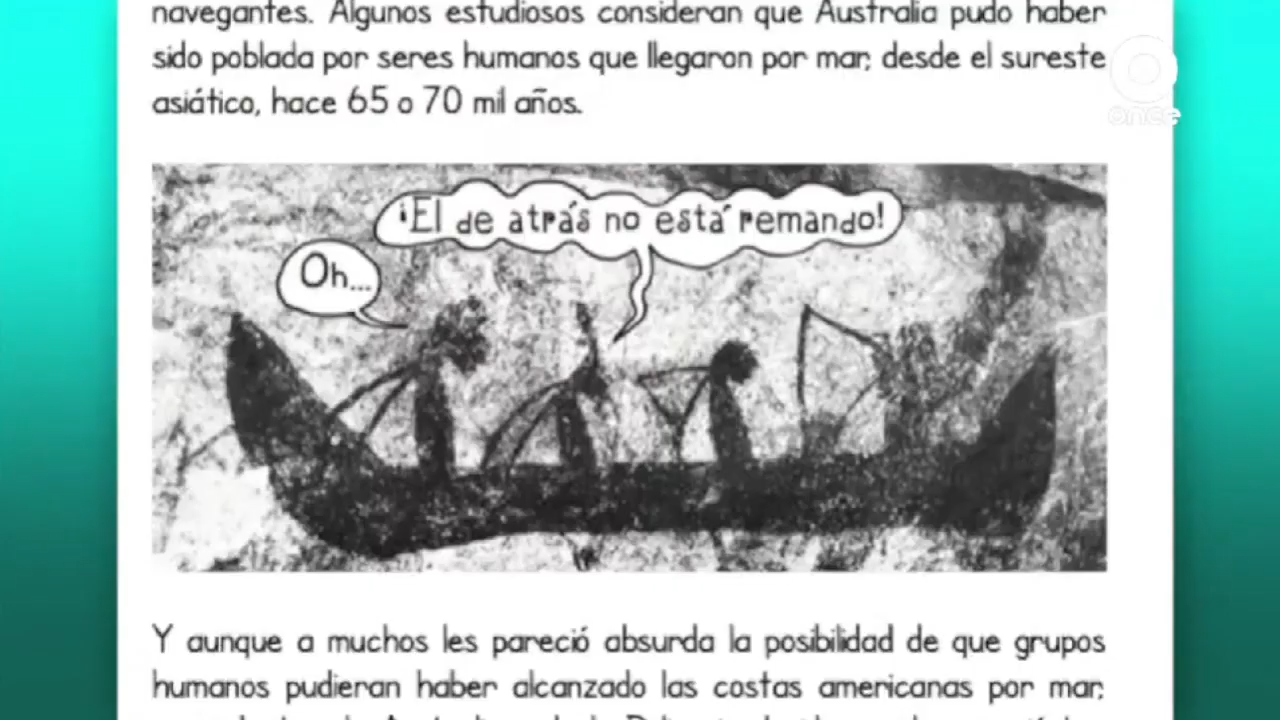 navegantes. Algunos estudiosos consideran que Australia pudo haber
sido poblada por seres humanos que llegaron por mar, desde el sureste
asiático, hace 65 o 70 mil años.
once
¡El de atrás no está remando!
Oh...
Y aunque a muchos les pareció absurda la posibilidad de que grupos
humanos pudieran haber alcanzado las costas americanas por mar,